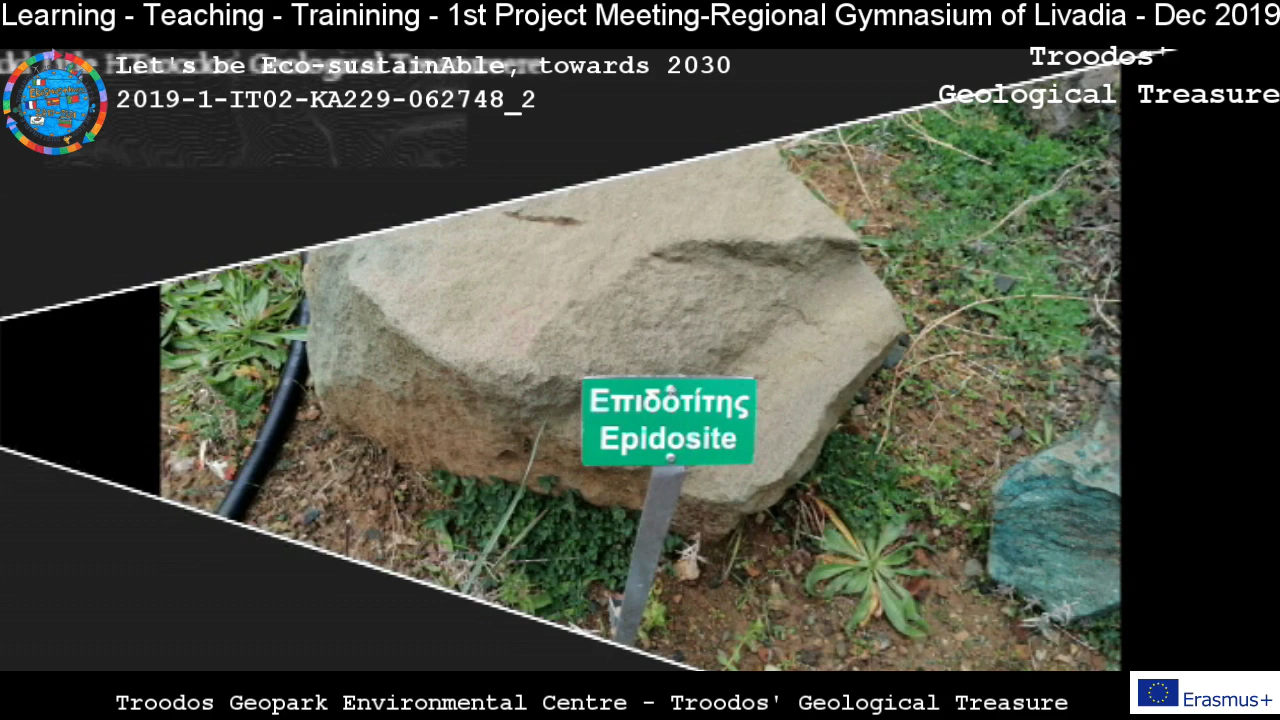 Learning - Teaching - Trainining - 1st Project Meeting-Regional Gymnasium of Livadia - Dec 2019
Let's be Eco-sustainAble, towards 2030
2019-1-IT02-KA229-062748_2
Troodos'
Geological Treasure
Επιδοτίτης
Epidosite
Troodos Geopark Environmental Centre - Troodos' Geological Treasure
Erasmus+